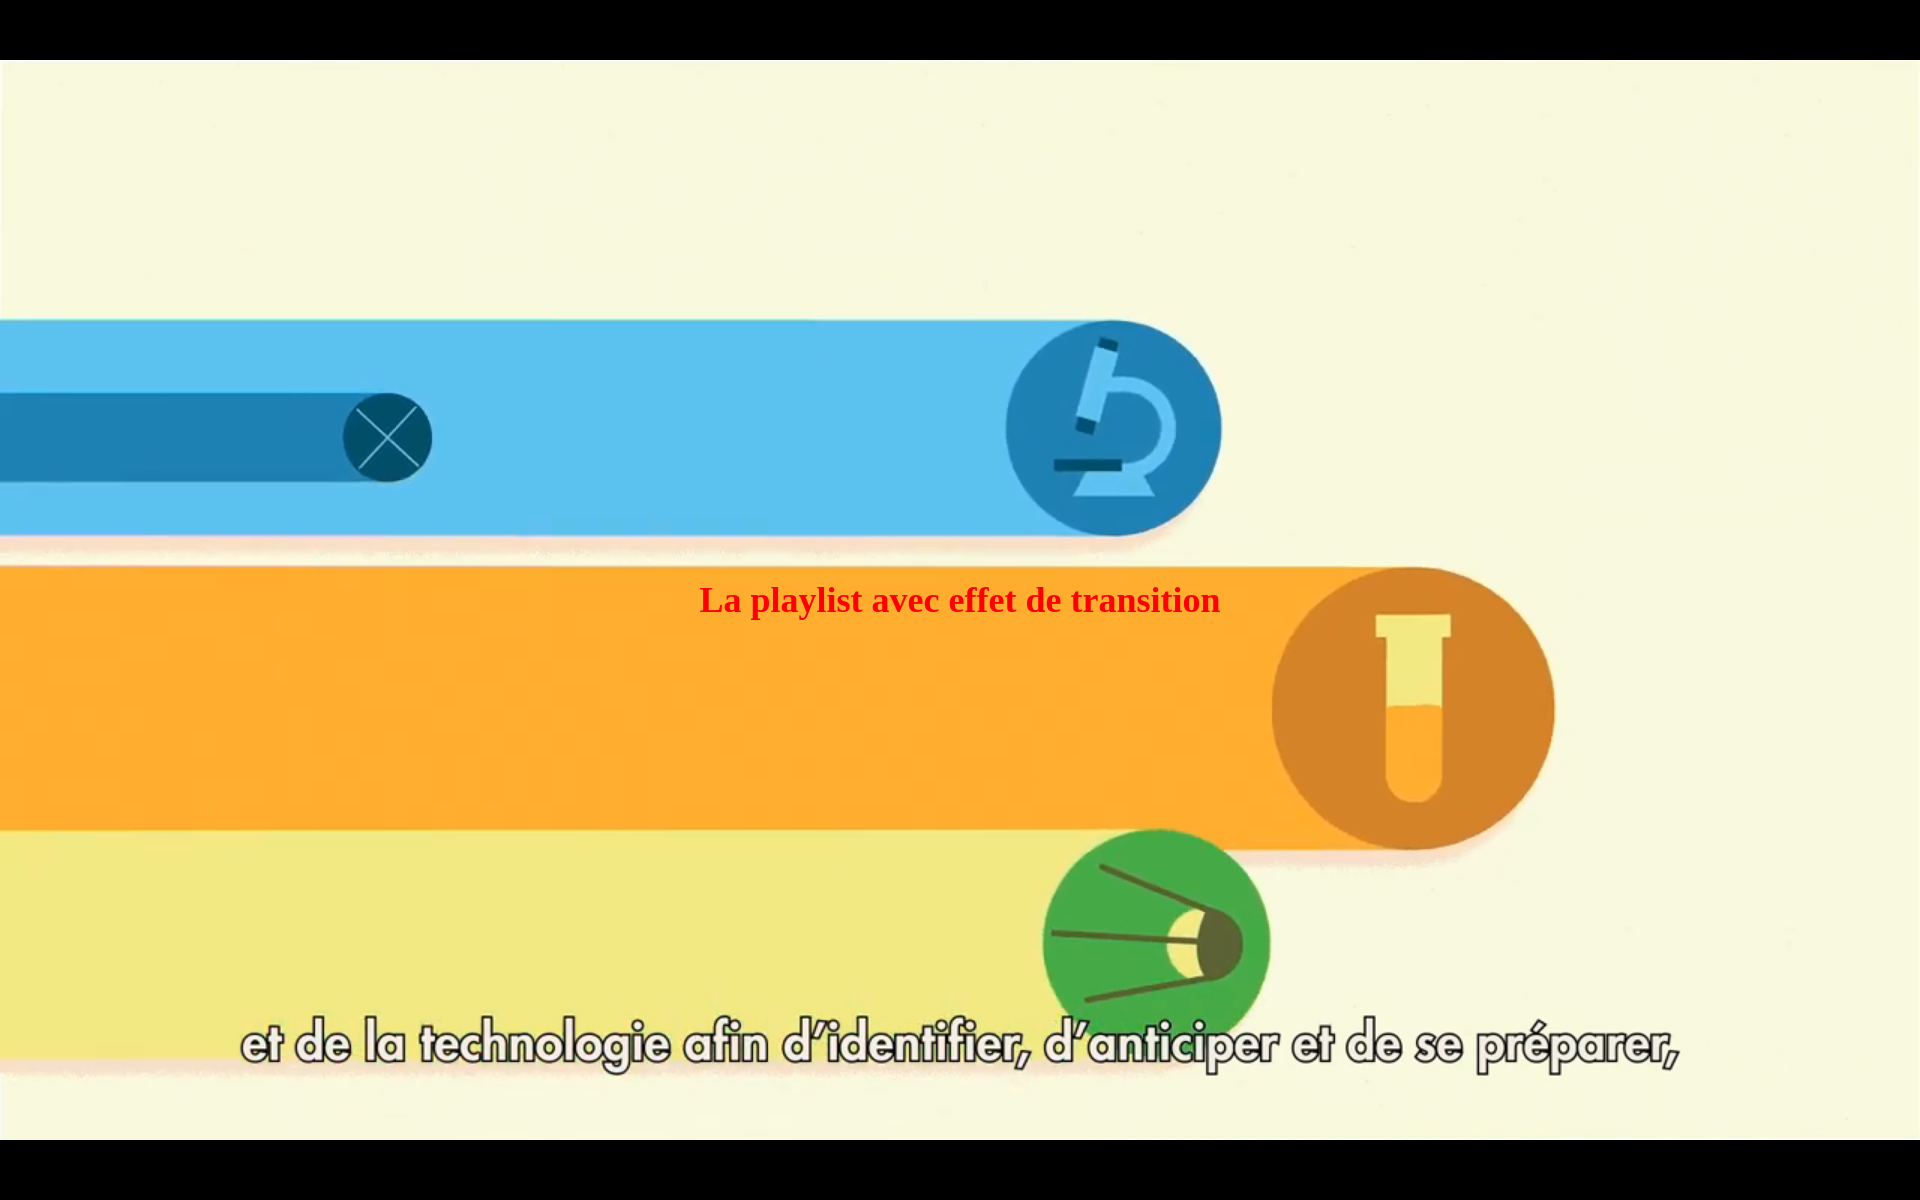 La playlist avec effet de transition
et de la technologie afin d’identifier, d’anticiper et de se préparer,